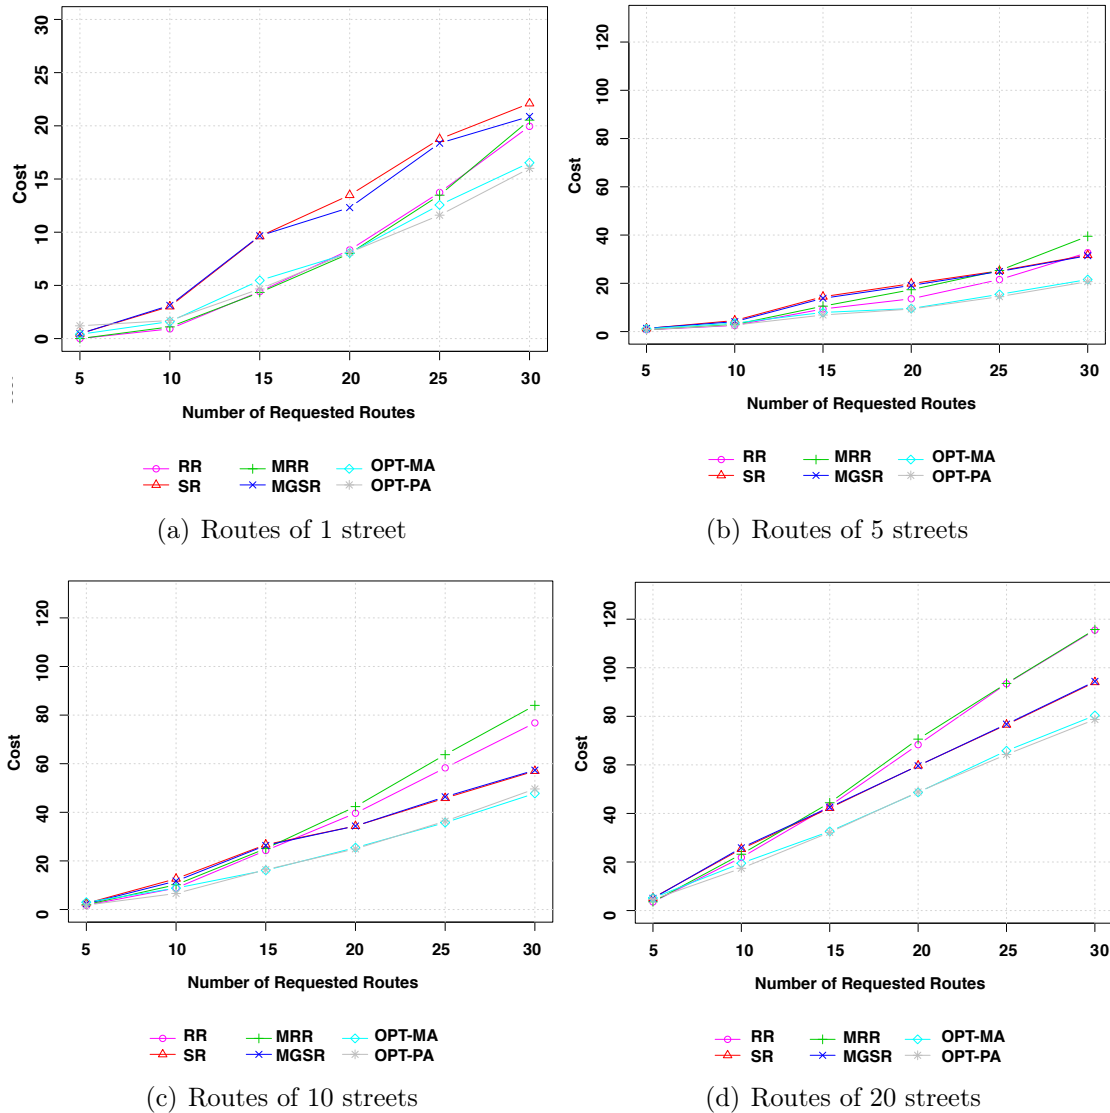 30
25
20
15
10
5
0
Cost
5 10 15 20 25 30
Number of Requested Routes
RR MRR OPT-MA
SR MGSR OPT-PA
(a) Routes of 1 street
120
100
80
60
40
20
0
Cost
5 10 15 20 25 30
Number of Requested Routes
RR MRR OPT-MA
SR MGSR OPT-PA
(b) Routes of 5 streets
120
100
80
60
40
20
0
Cost
5 10 15 20 25 30
Number of Requested Routes
RR MRR OPT-MA
SR MGSR OPT-PA
(c) Routes of 10 streets
120
100
80
60
40
20
0
Cost
5 10 15 20 25 30
Number of Requested Routes
RR MRR OPT-MA
SR MGSR OPT-PA
(d) Routes of 20 streets